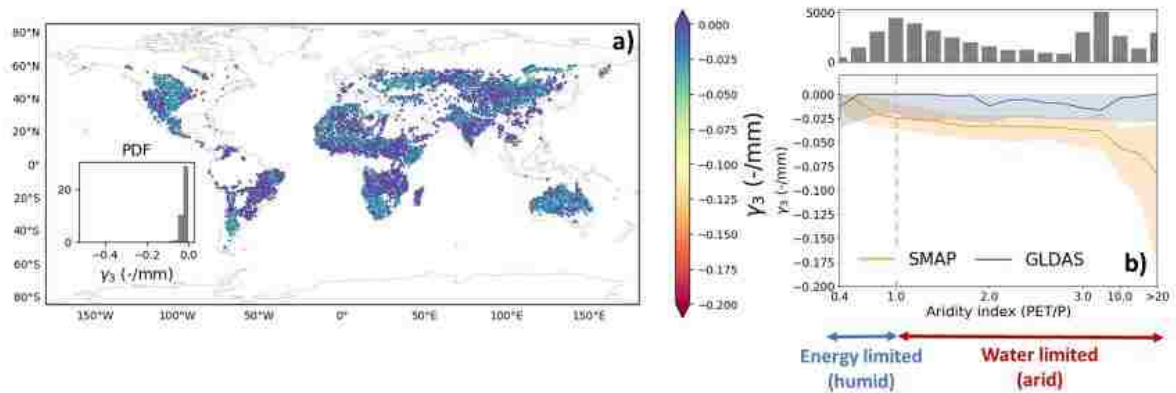 a)
80°N
60°N
40°N
20°N
0°
20°S
40°S
60°S
80°S
150°W
100°W
50°W
0°
50°E
100°E
150°E
PDF
20
0
-0.4
-0.2
0.0
γ3 (-/mm)
0.000
-0.025
-0.050
-0.075
-0.100
-0.125
-0.150
-0.175
-0.200
γ3 (-/mm)
5000
0
0.000
-0.025
-0.050
-0.075
-0.100
-0.125
-0.150
-0.175
-0.200
γ3 (-/mm)
SMAP
GLDAS
b)
0.4
1.0
2.0
3.0
10.0
>20
Aridity index (PET/P)
Energy limited
(humid)
Water limited
(arid)